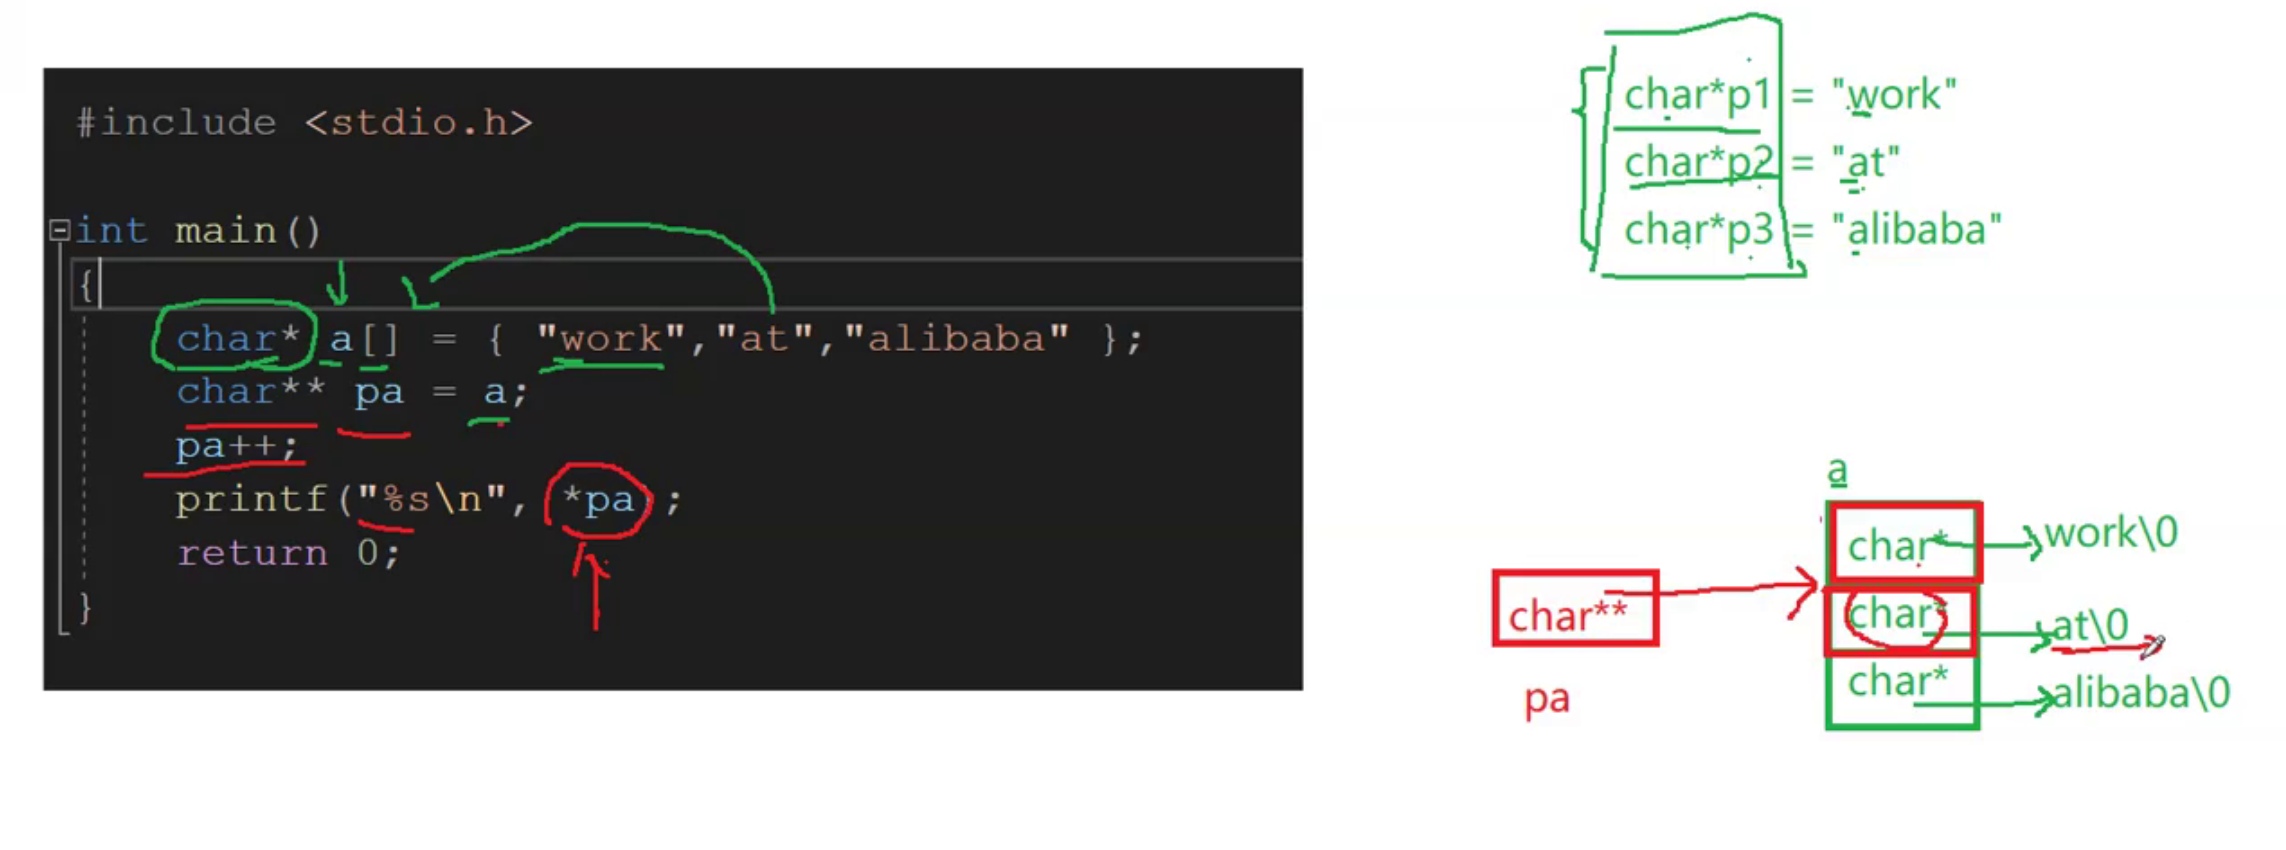 #include <stdio.h>
int main()
{
char* a[] = { "work","at","alibaba" };
char** pa = a;
pa++;
printf("%s\n", *pa);
return 0;
}
char*p1 = "work"
char*p2 = "at"
char*p3 = "alibaba"
a
char* work\0
char* at\0
char* alibaba\0
char**
pa